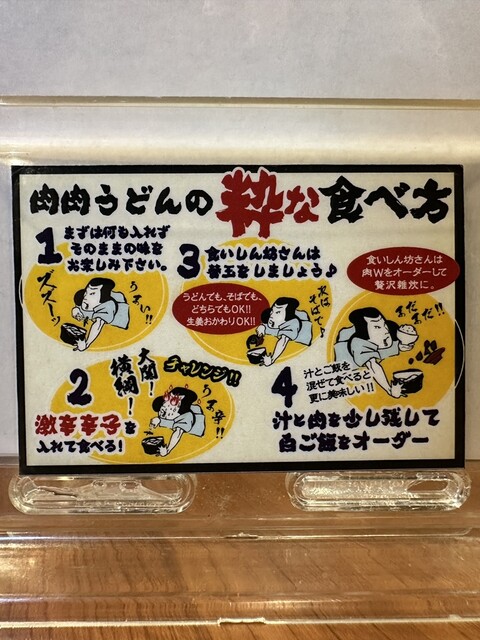 肉肉うどんの粋な食べ方
1 まずは何も入れず
そのままの味を
お楽しみ下さい。
ズズーッ
うまい!!
2
大関!
横綱!
チャレンジ!!
うま辛!!
激辛辛子を
入れて食べる!
3 食いしん坊さんは
替玉をしましょう♪
うどんでも、そばでも、
どちらでもOK!!
生姜おかわりOK!!
次は
そばで♪
食いしん坊さんは
肉Wをオーダーして
贅沢雑炊に。
まだ
まだだ!!
4 汁とご飯を
混ぜて食べると
更に美味しい!!
汁と肉を少し残して
白ご飯をオーダー